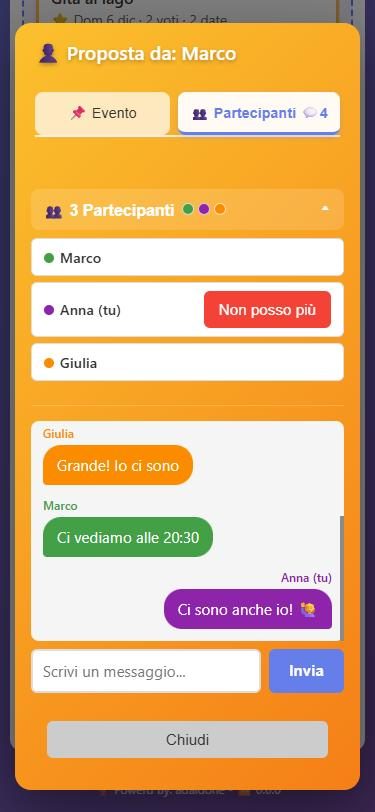 Gita al lago
Dom 6 dic · 2 voti · 2 date
Proposta da: Marco
Evento
Partecipanti 4
3 Partecipanti
Marco
Anna (tu)
Non posso più
Giulia
Giulia
Grande! Io ci sono
Marco
Ci vediamo alle 20:30
Anna (tu)
Ci sono anche io!
Scrivi un messaggio...
Invia
Chiudi